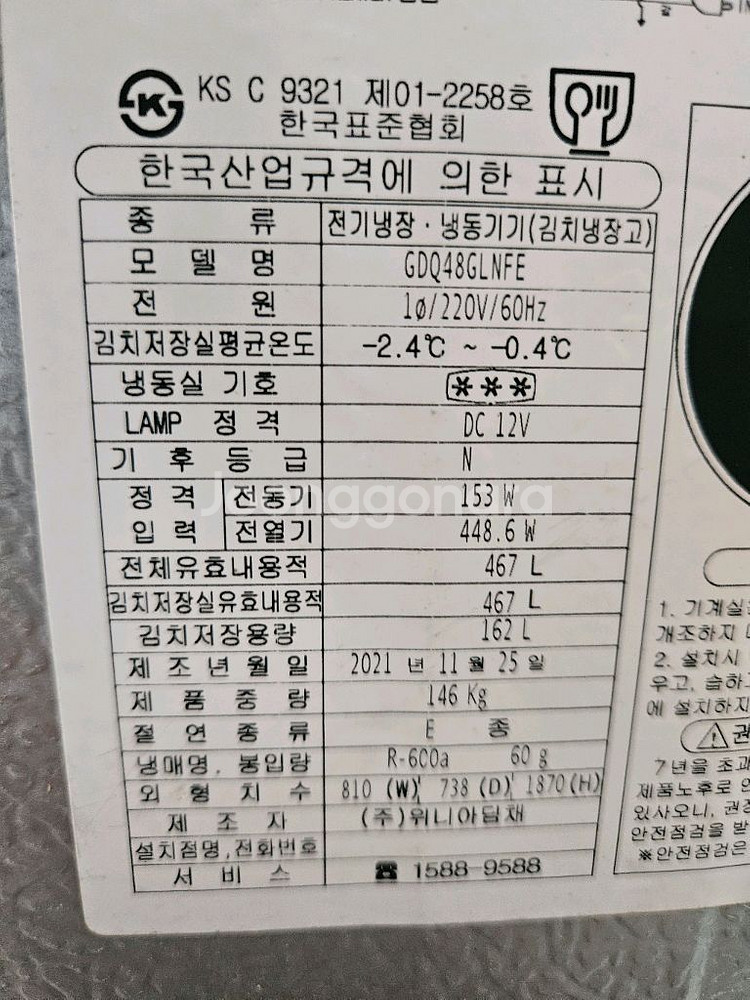 KS C 9321 제01-2258호
한국표준협회
한국산업규격에 의한 표시
종 류 전기냉장·냉동기기(김치냉장고)
모 델 명 GDQ48GLNFE
전 원 1ø/220V/60Hz
김치저장실평균온도 -2.4℃ ~ -0.4℃
냉동실 기호 ***
LAMP 정 격 DC 12V
기 후 등 급 N
정 격 전동기 153 W
입 력 전열기 448.6 W
전체유효내용적 467 L
김치저장실유효내용적 467 L
김치저장용량 162 L
제 조 년 월 일 2021 년 11 월 25 일
제 품 중 량 146 Kg
절 연 종 류 E 종
냉매명, 봉입량 R-600a 60 g
외 형 치 수 810 (W) 738 (D) 1870 (H)
제 조 자 (주)위니아딤채
설치점명,전화번호
서 비 스 ☎ 1588-9588
Joonggonara
1. 기계실
개조하지
2. 설치시
우고, 습하고
에 설치하지
⚠ 권
7년을 초과
제품노후로
있사오니, 권장
안전점검을 받
※안전점검은